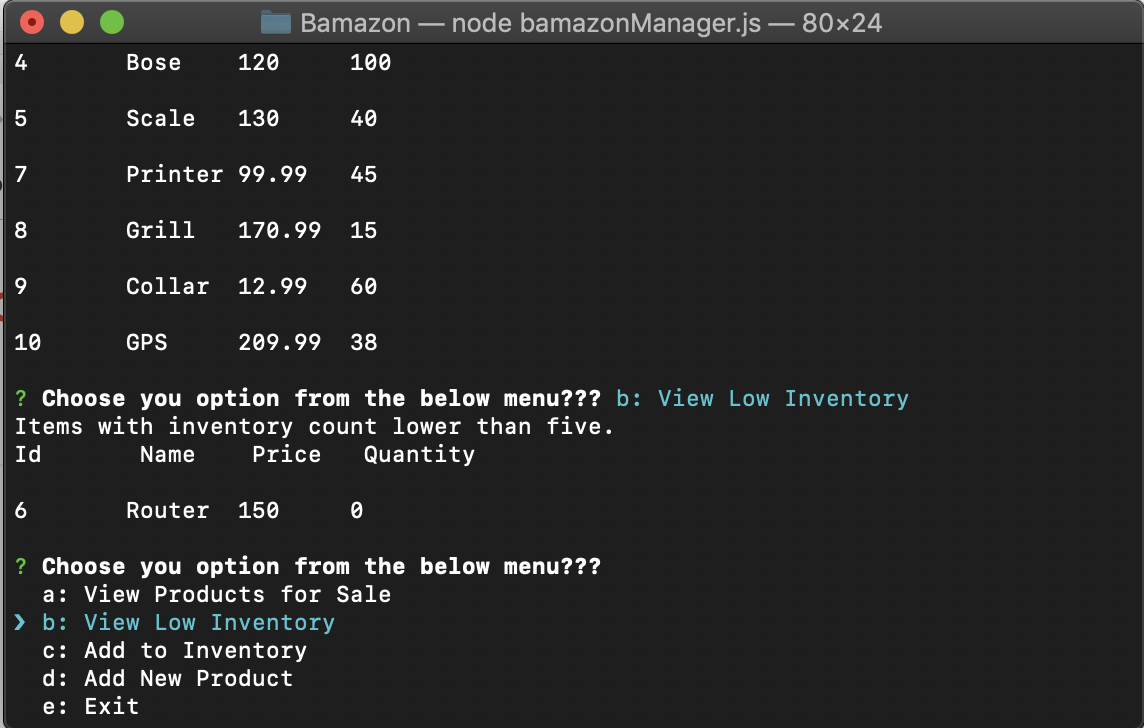 Bamazon — node bamazonManager.js — 80×24
4 Bose 120 100
5 Scale 130 40
7 Printer 99.99 45
8 Grill 170.99 15
9 Collar 12.99 60
10 GPS 209.99 38
? Choose you option from the below menu??? b: View Low Inventory
Items with inventory count lower than five.
Id Name Price Quantity
6 Router 150 0
? Choose you option from the below menu???
a: View Products for Sale
❯ b: View Low Inventory
c: Add to Inventory
d: Add New Product
e: Exit